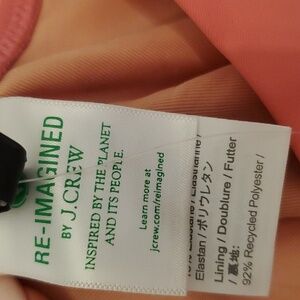 RE-IMAGINED
BY J.CREW
INSPIRED BY THE PLANET
AND ITS PEOPLE.
Learn more at
jcrew.com/reimagined
Elastan / ポリウレタン
Lining / Doublure / Futter
/ 裏地:
92% Recycled Polyester /